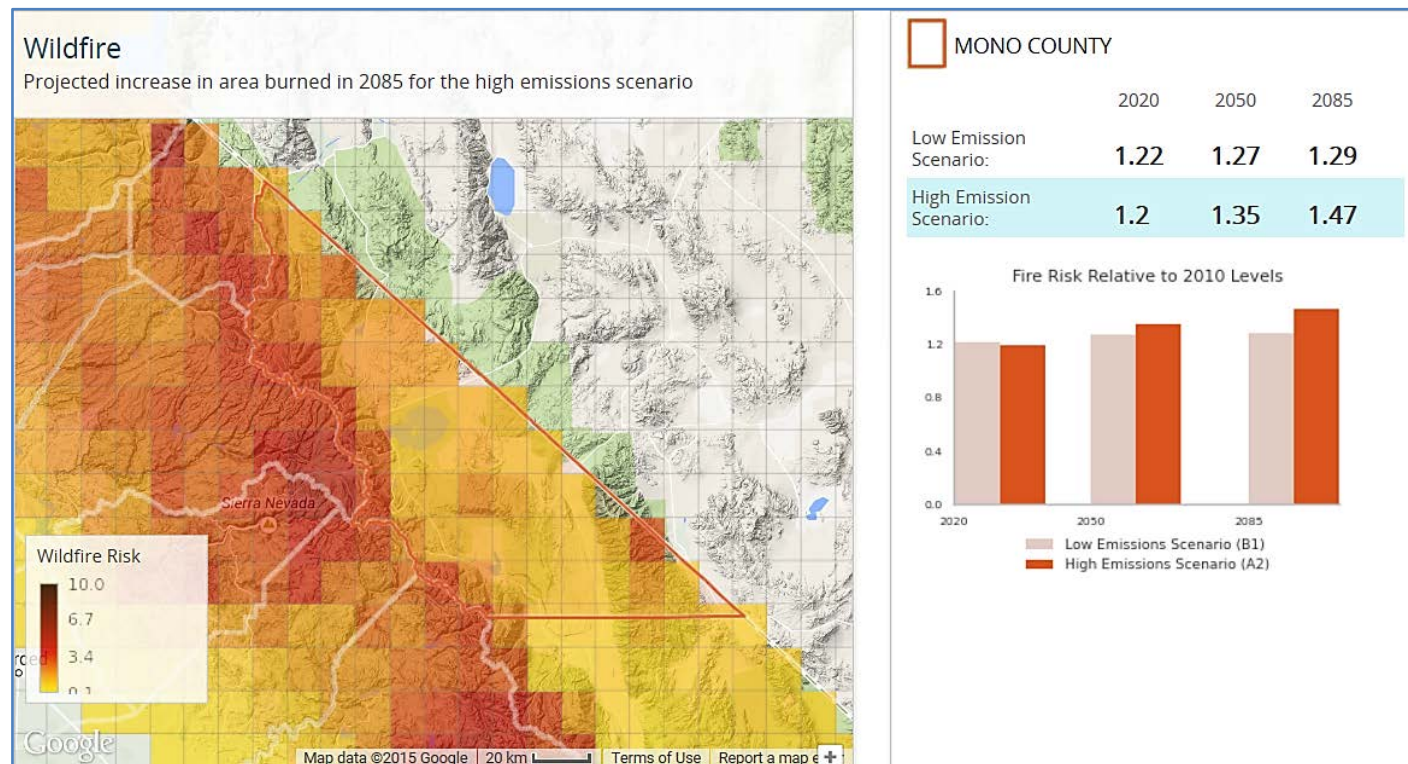 Wildfire
Projected increase in area burned in 2085 for the high emissions scenario
Sierra Nevada
Wildfire Risk
10.0
6.7
3.4
0.1
Google
Map data ©2015 Google
20 km
Terms of Use
Report a map
MONO COUNTY
2020 2050 2085
Low Emission
Scenario: 1.22 1.27 1.29
High Emission
Scenario: 1.2 1.35 1.47
Fire Risk Relative to 2010 Levels
1.6
1.2
0.8
0.4
0.0
2020 2050 2085
Low Emissions Scenario (B1)
High Emissions Scenario (A2)